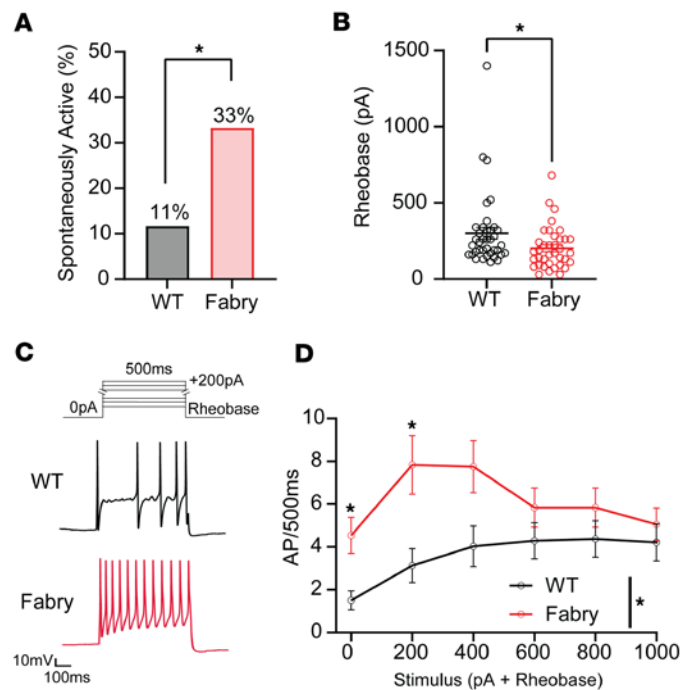 A
Spontaneously Active (%)
50
40
30
20
10
0
*
11%
33%
WT
Fabry
B
Rheobase (pA)
1500
1000
500
0
*
WT
Fabry
C
500ms
+200pA
0pA
Rheobase
WT
Fabry
10mV
100ms
D
AP/500ms
10
8
6
4
2
0
*
*
WT
Fabry
*
0 200 400 600 800 1000
Stimulus (pA + Rheobase)